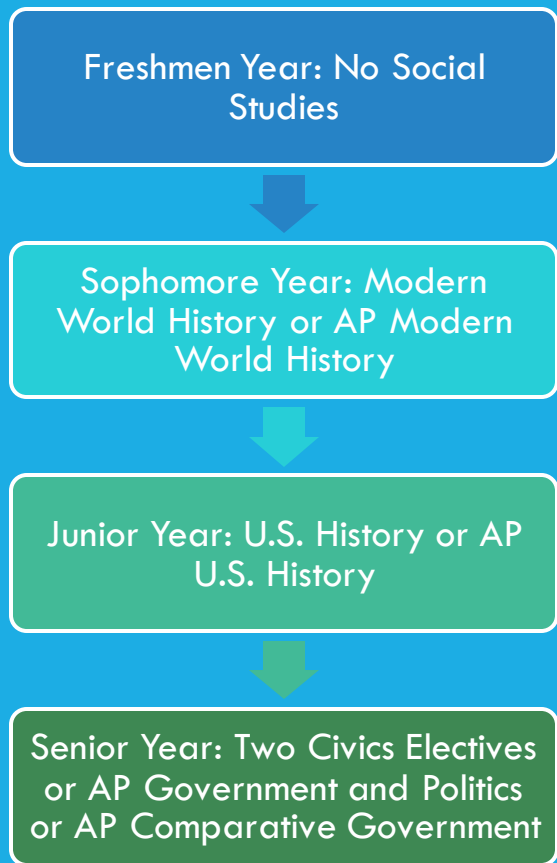 Freshmen Year: No Social
Studies
Sophomore Year: Modern
World History or AP Modern
World History
Junior Year: U.S. History or AP
U.S. History
Senior Year: Two Civics Electives
or AP Government and Politics
or AP Comparative Government